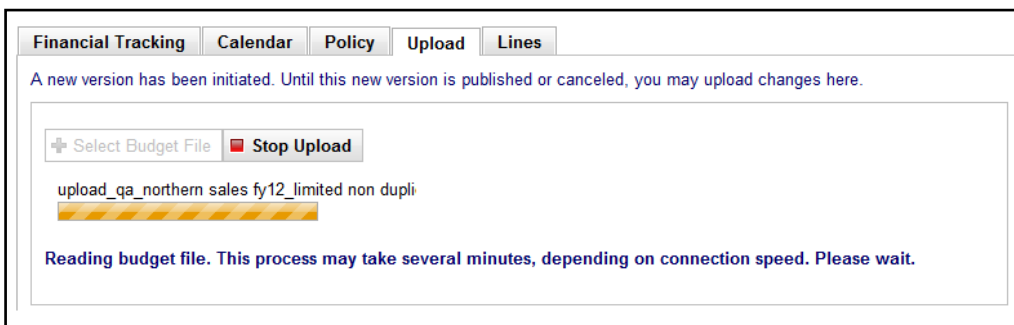 Financial Tracking Calendar Policy Upload Lines
A new version has been initiated. Until this new version is published or canceled, you may upload changes here.
Select Budget File Stop Upload
upload_qa_northern sales fy12_limited non dupli
Reading budget file. This process may take several minutes, depending on connection speed. Please wait.